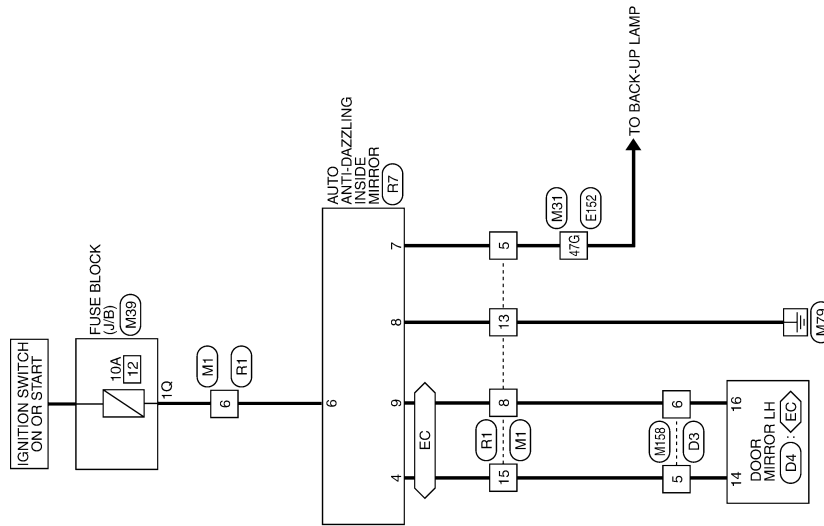 IGNITION SWITCH
ON OR START
FUSE BLOCK
(J/B)
M39
10A
12
1Q
M1
6
R1
AUTO
ANTI-DAZZLING
INSIDE
MIRROR
R7
6
4
9
8
7
EC
R1
M1
15
8
13
5
M31
47G
E152
TO BACK-UP LAMP
M158
D3
5
6
14
16
DOOR
MIRROR LH
D4 : EC
M79